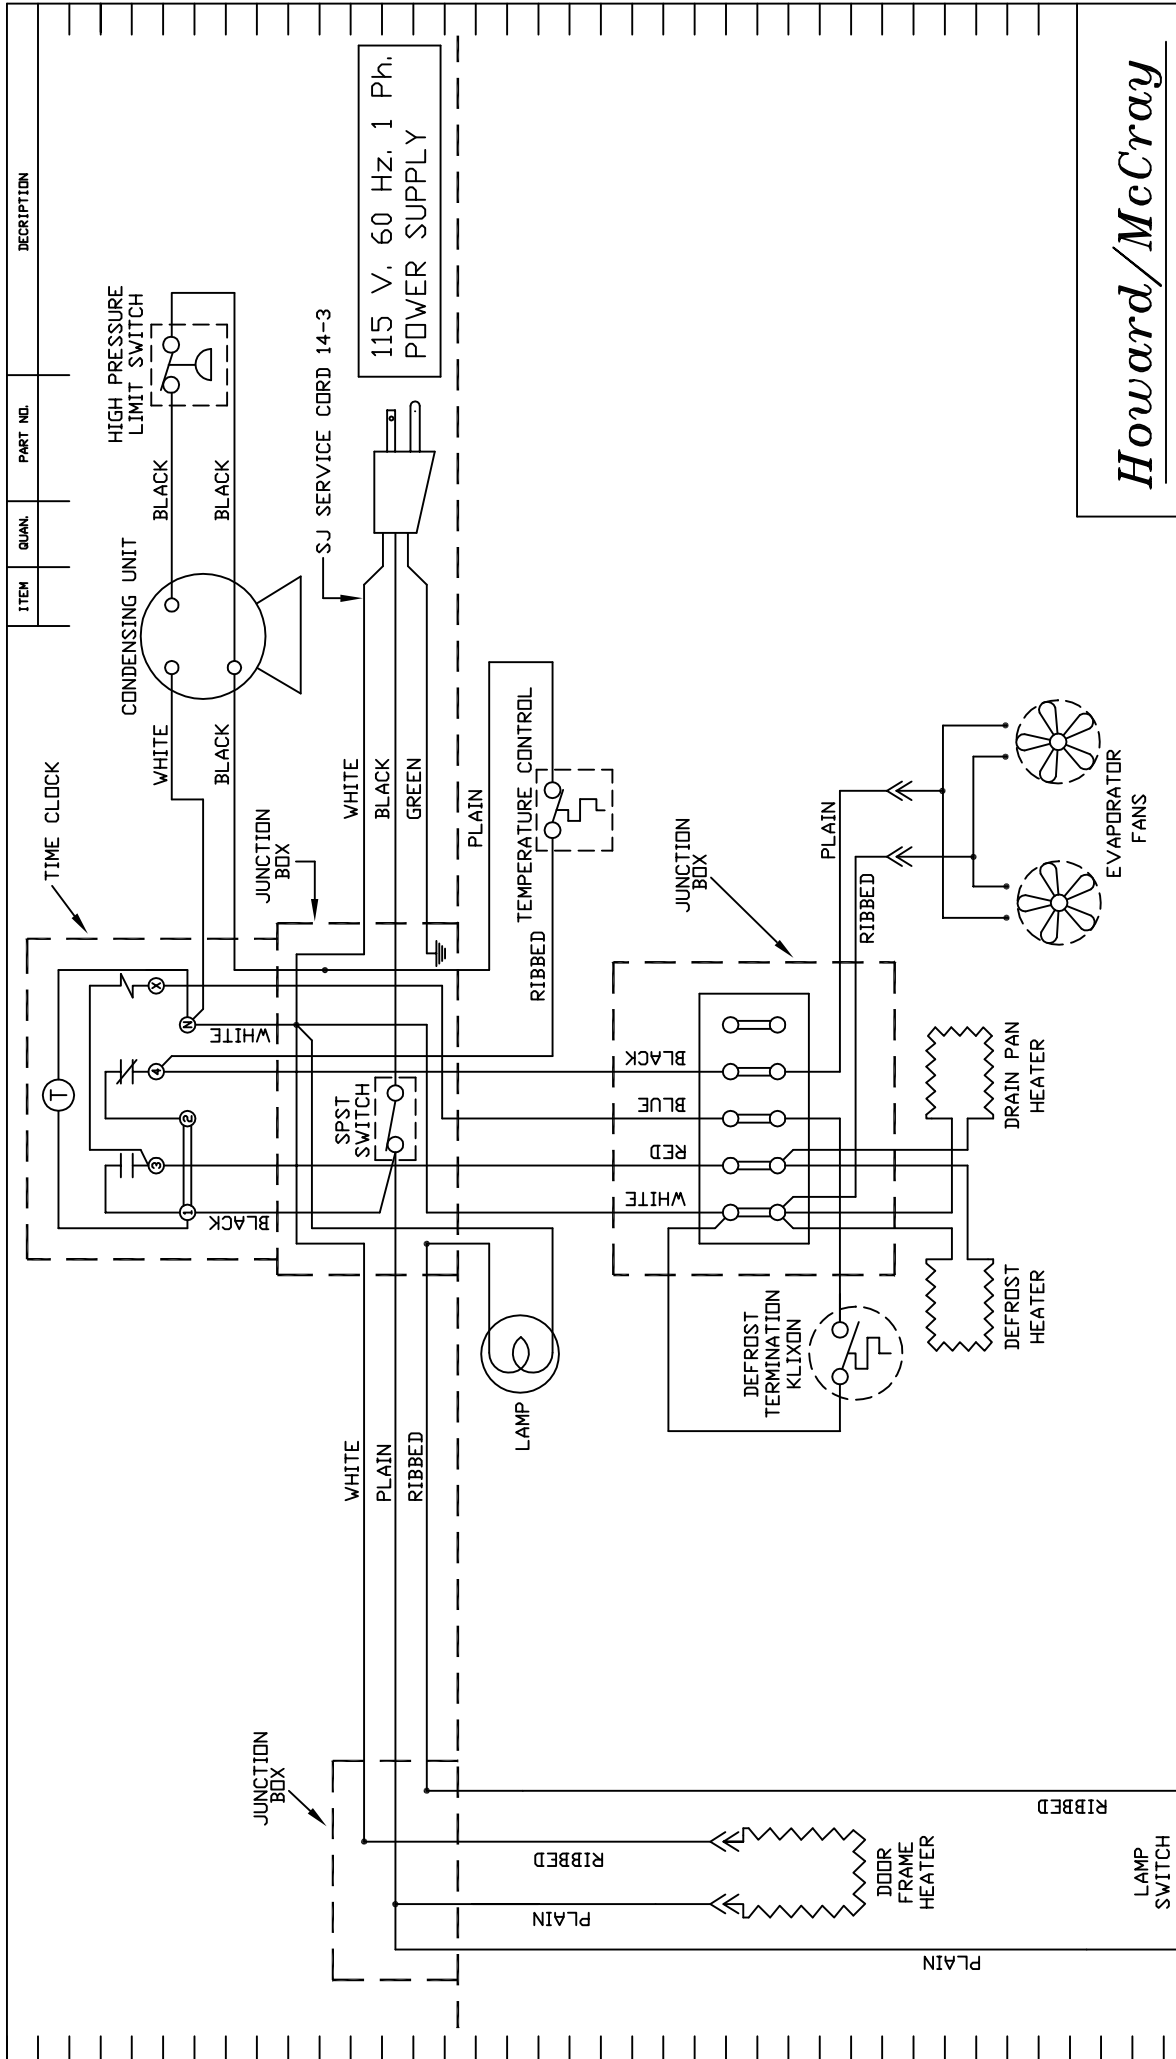 ITEM
QUAN.
PART NO.
DECRIPTION
TIME CLOCK
CONDENSING UNIT
HIGH PRESSURE
LIMIT SWITCH
WHITE
BLACK
BLACK
BLACK
JUNCTION
BOX
SJ SERVICE CORD 14-3
115 V. 60 Hz. 1 Ph.
POWER SUPPLY
T
1
2
3
4
N
X
BLACK
WHITE
SPST
SWITCH
WHITE
BLACK
GREEN
PLAIN
TEMPERATURE CONTROL
RIBBED
JUNCTION
BOX
WHITE
PLAIN
RIBBED
LAMP
WHITE
RED
BLUE
BLACK
JUNCTION
BOX
PLAIN
RIBBED
EVAPORATOR
FANS
DEFROST
TERMINATION
KLIXON
DEFROST
HEATER
DRAIN PAN
HEATER
RIBBED
PLAIN
DOOR
FRAME
HEATER
PLAIN
RIBBED
LAMP
SWITCH
Howard/McCray